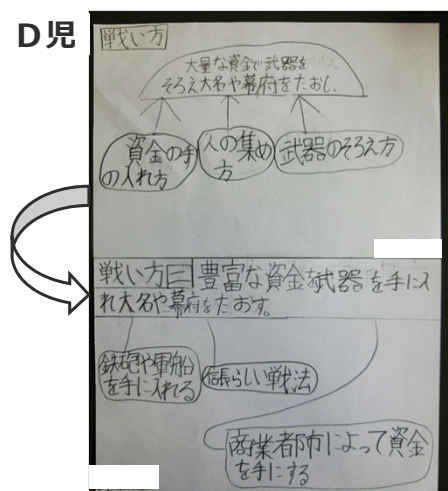 D児
戦い方
大量な資金で武器を
そろえ大名や幕府をたおし、
資金の手
の入れ方
人の集め
方
武器のそろえ方
戦い方 豊富な資金を武器を手に入
れ大名や幕府をたおす。
鉄砲や軍船
を手に入れる
信長らしい戦法
商業都市によって資金
を手にする